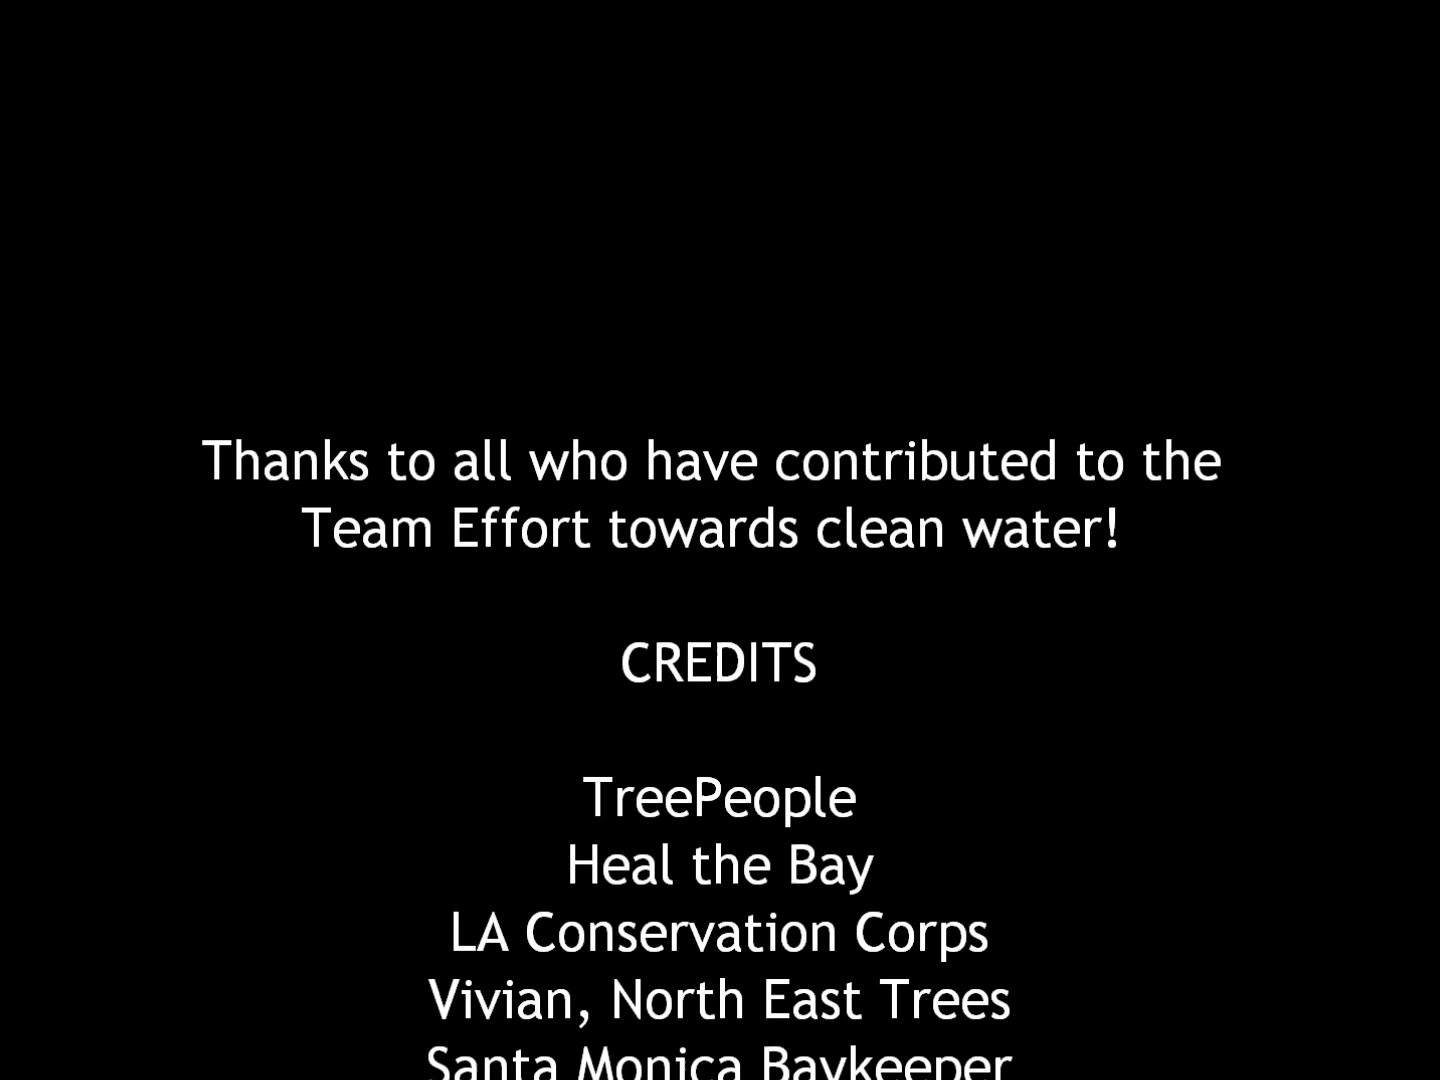 Thanks to all who have contributed to the
Team Effort towards clean water!
CREDITS
TreePeople
Heal the Bay
LA Conservation Corps
Vivian, North East Trees
Santa Monica Baykeeper